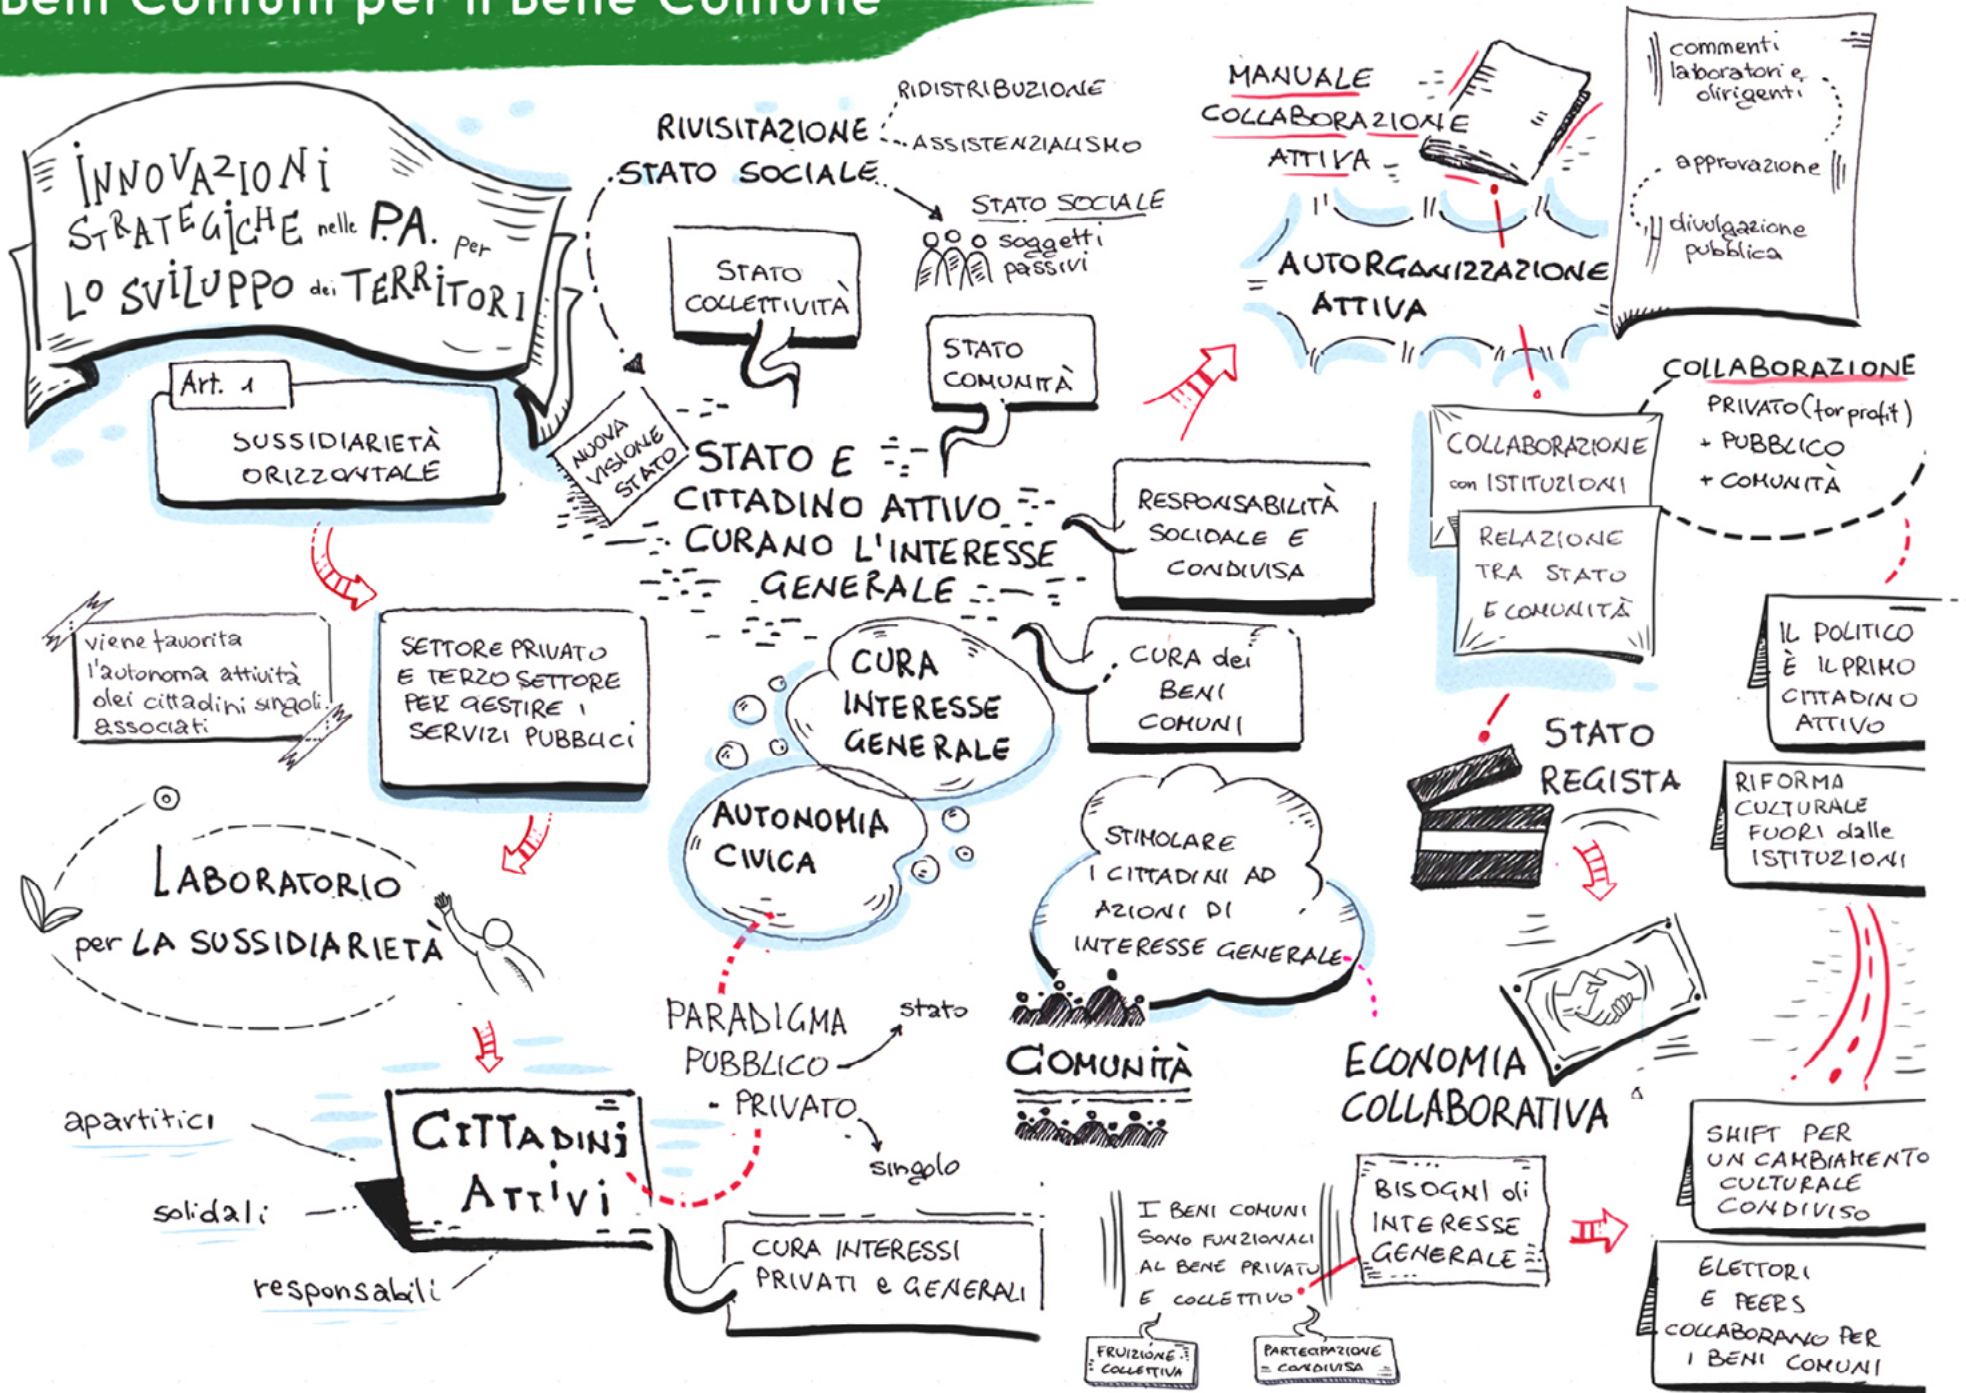 Beni Comuni per il Bene Comune
INNOVAZIONI
STRATEGICHE nelle P.A. per
LO SVILUPPO dei TERRITORI
Art. 1
SUSSIDIARIETÀ
ORIZZONTALE
viene favorita
l'autonoma attività
dei cittadini singoli
associati
SETTORE PRIVATO
E TERZO SETTORE
PER GESTIRE I
SERVIZI PUBBLICI
LABORATORIO
per LA SUSSIDIARIETÀ
CITTADINI
ATTIVI
apartitici
solidali
responsabili
CURA INTERESSI
PRIVATI e GENERALI
RIVISITAZIONE
STATO SOCIALE
RIDISTRIBUZIONE
ASSISTENZIALISMO
STATO SOCIALE
soggetti
passivi
STATO
COLLETTIVITÀ
STATO
COMUNITÀ
NUOVA
VISIONE
STATO
STATO E
CITTADINO ATTIVO
CURANO L'INTERESSE
GENERALE
RESPONSABILITÀ
SOLIDALE E
CONDIVISA
CURA dei
BENI
COMUNI
CURA
INTERESSE
GENERALE
AUTONOMIA
CIVICA
PARADIGMA
PUBBLICO
- PRIVATO
stato
singolo
STIMOLARE
I CITTADINI AD
AZIONI DI
INTERESSE GENERALE
COMUNITÀ
MANUALE
COLLABORAZIONE
ATTIVA
AUTORGANIZZAZIONE
ATTIVA
commenti
laboratori e
dirigenti
approvazione
divulgazione
pubblica
COLLABORAZIONE
PRIVATO (for profit)
+ PUBBLICO
+ COMUNITÀ
COLLABORAZIONE
con ISTITUZIONI
RELAZIONE
TRA STATO
E COMUNITÀ
STATO
REGISTA
ECONOMIA
COLLABORATIVA
I BENI COMUNI
SONO FUNZIONALI
AL BENE PRIVATO
E COLLETTIVO
FRUIZIONE
COLLETTIVA
PARTECIPAZIONE
CONDIVISA
BISOGNI di
INTERESSE
GENERALE
IL POLITICO
È IL PRIMO
CITTADINO
ATTIVO
RIFORMA
CULTURALE
FUORI dalle
ISTITUZIONI
SHIFT PER
UN CAMBIAMENTO
CULTURALE
CONDIVISO
ELETTORI
E PEERS
COLLABORANO PER
I BENI COMUNI